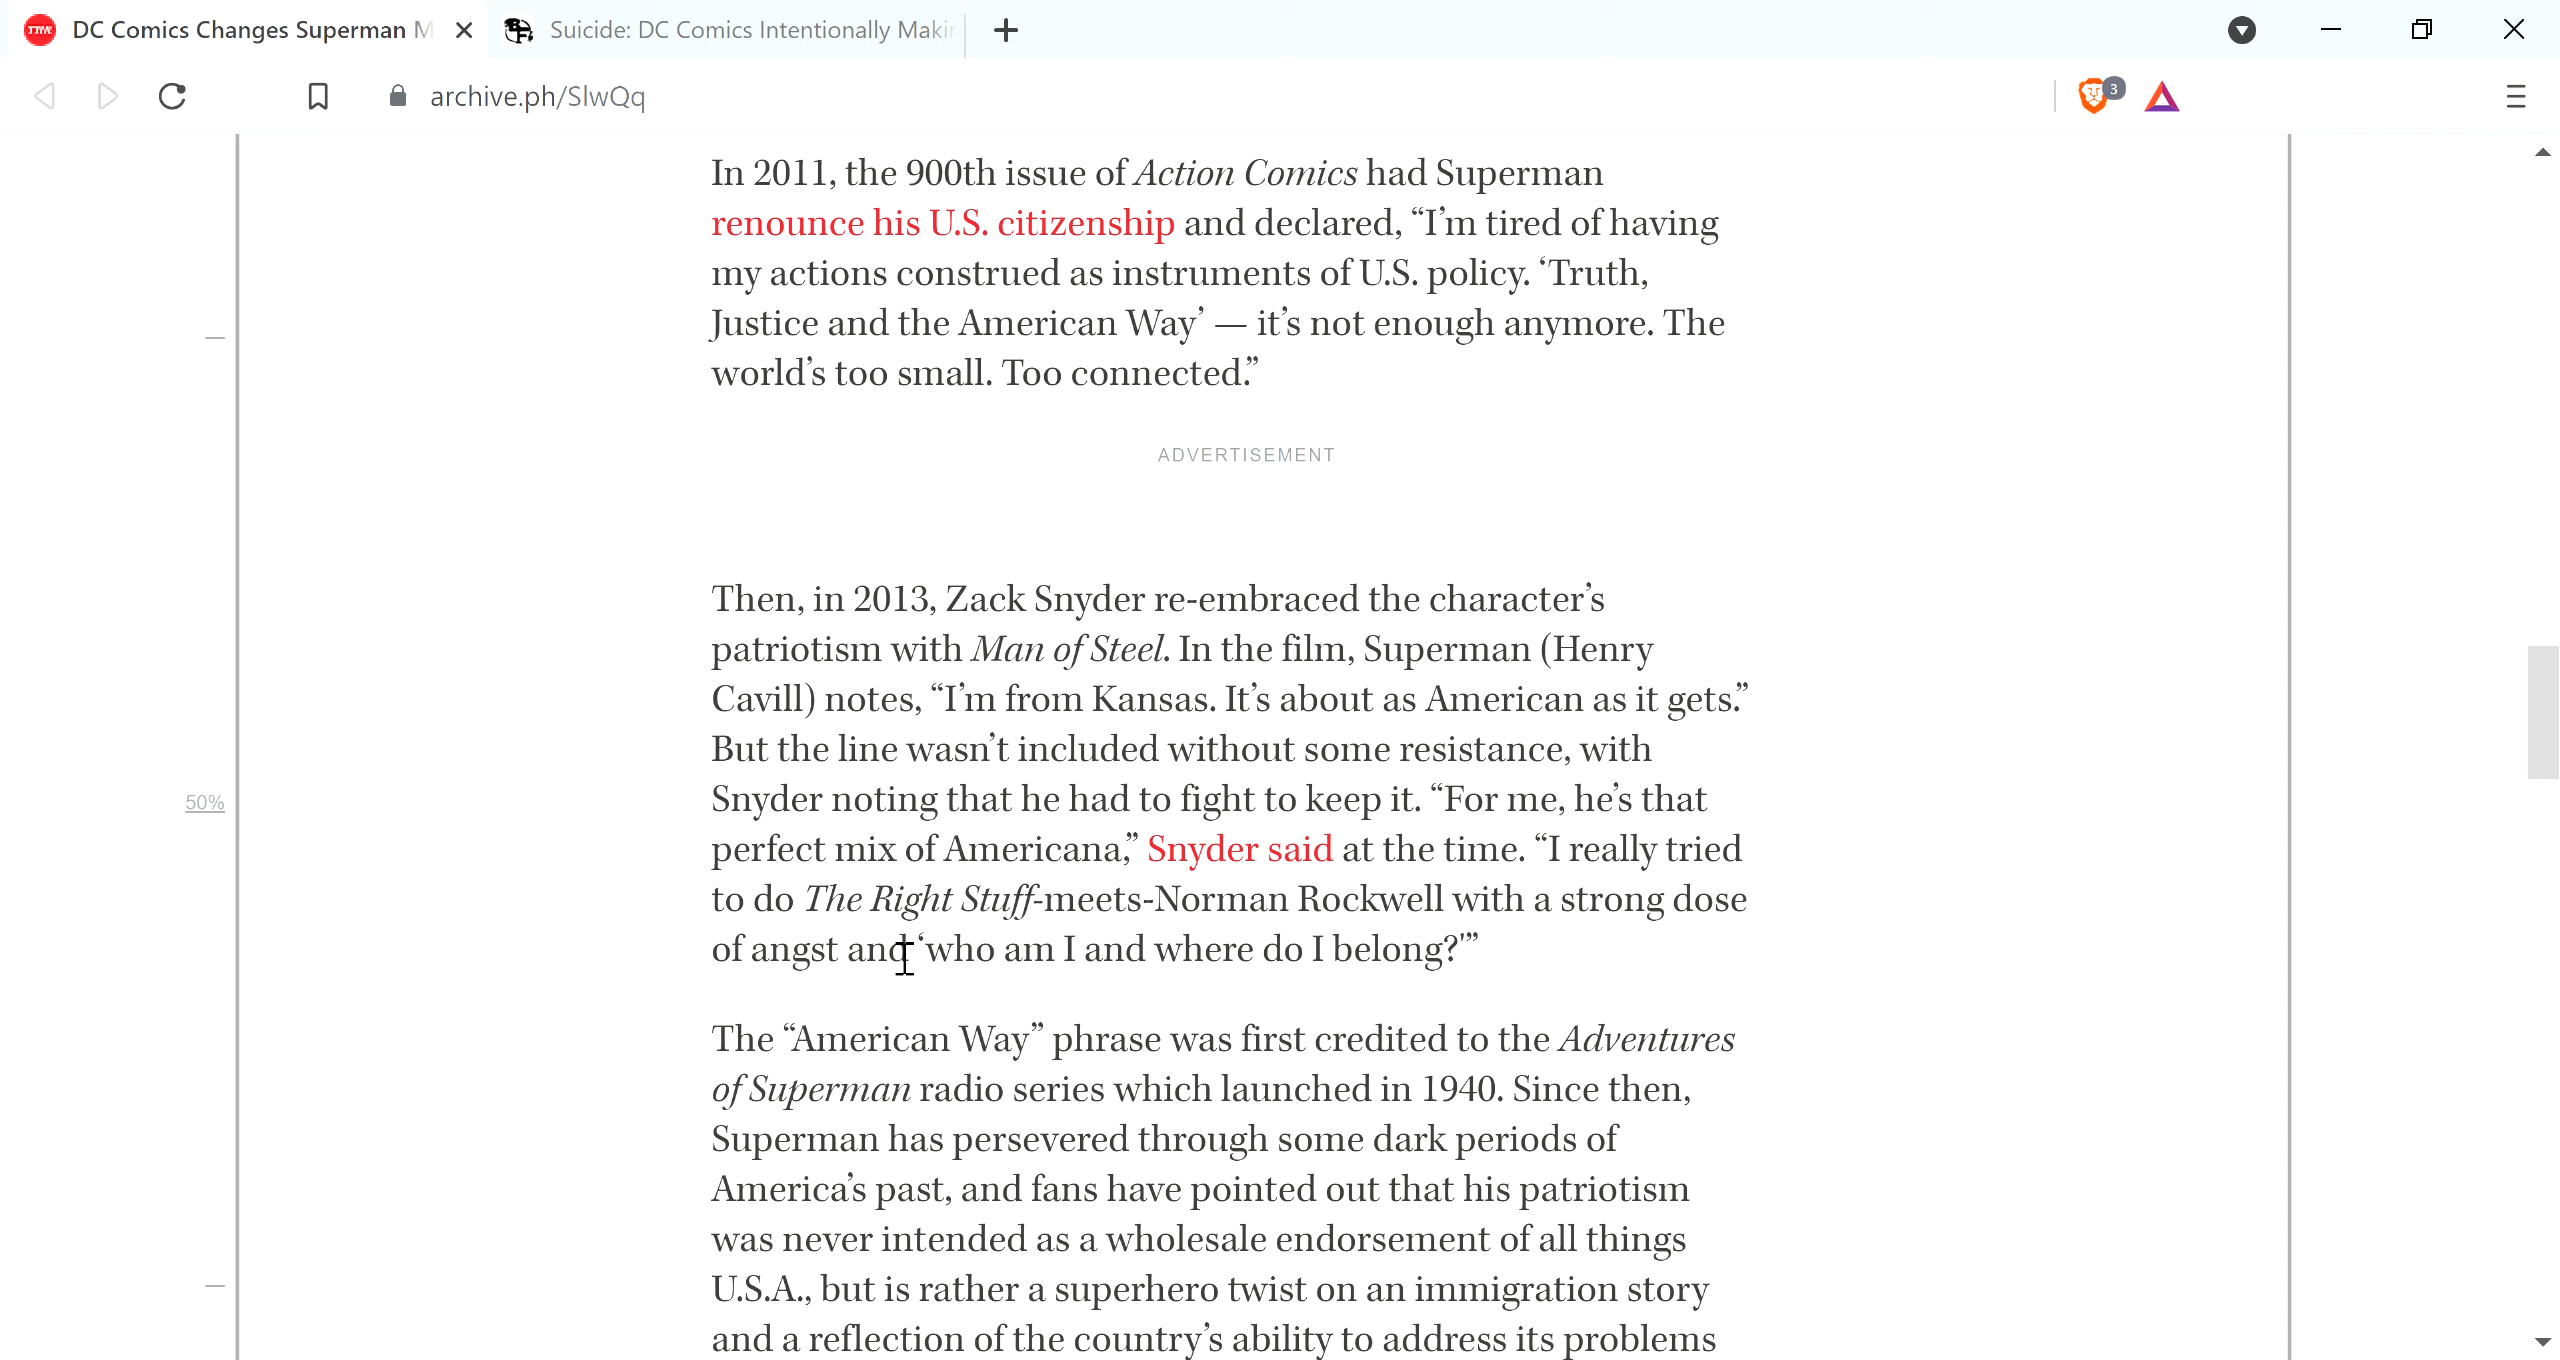 DC Comics Changes Superman M
Suicide: DC Comics Intentionally Makin
archive.ph/SlwQq
3
In 2011, the 900th issue of Action Comics had Superman
renounce his U.S. citizenship and declared, “I’m tired of having
my actions construed as instruments of U.S. policy. ‘Truth,
Justice and the American Way’ — it’s not enough anymore. The
world’s too small. Too connected.”
ADVERTISEMENT
Then, in 2013, Zack Snyder re-embraced the character’s
patriotism with Man of Steel. In the film, Superman (Henry
Cavill) notes, “I’m from Kansas. It’s about as American as it gets.”
But the line wasn’t included without some resistance, with
50%
Snyder noting that he had to fight to keep it. “For me, he’s that
perfect mix of Americana,” Snyder said at the time. “I really tried
to do The Right Stuff-meets-Norman Rockwell with a strong dose
of angst and ‘who am I and where do I belong?'”
The “American Way” phrase was first credited to the Adventures
of Superman radio series which launched in 1940. Since then,
Superman has persevered through some dark periods of
America’s past, and fans have pointed out that his patriotism
was never intended as a wholesale endorsement of all things
U.S.A., but is rather a superhero twist on an immigration story
and a reflection of the country’s ability to address its problems